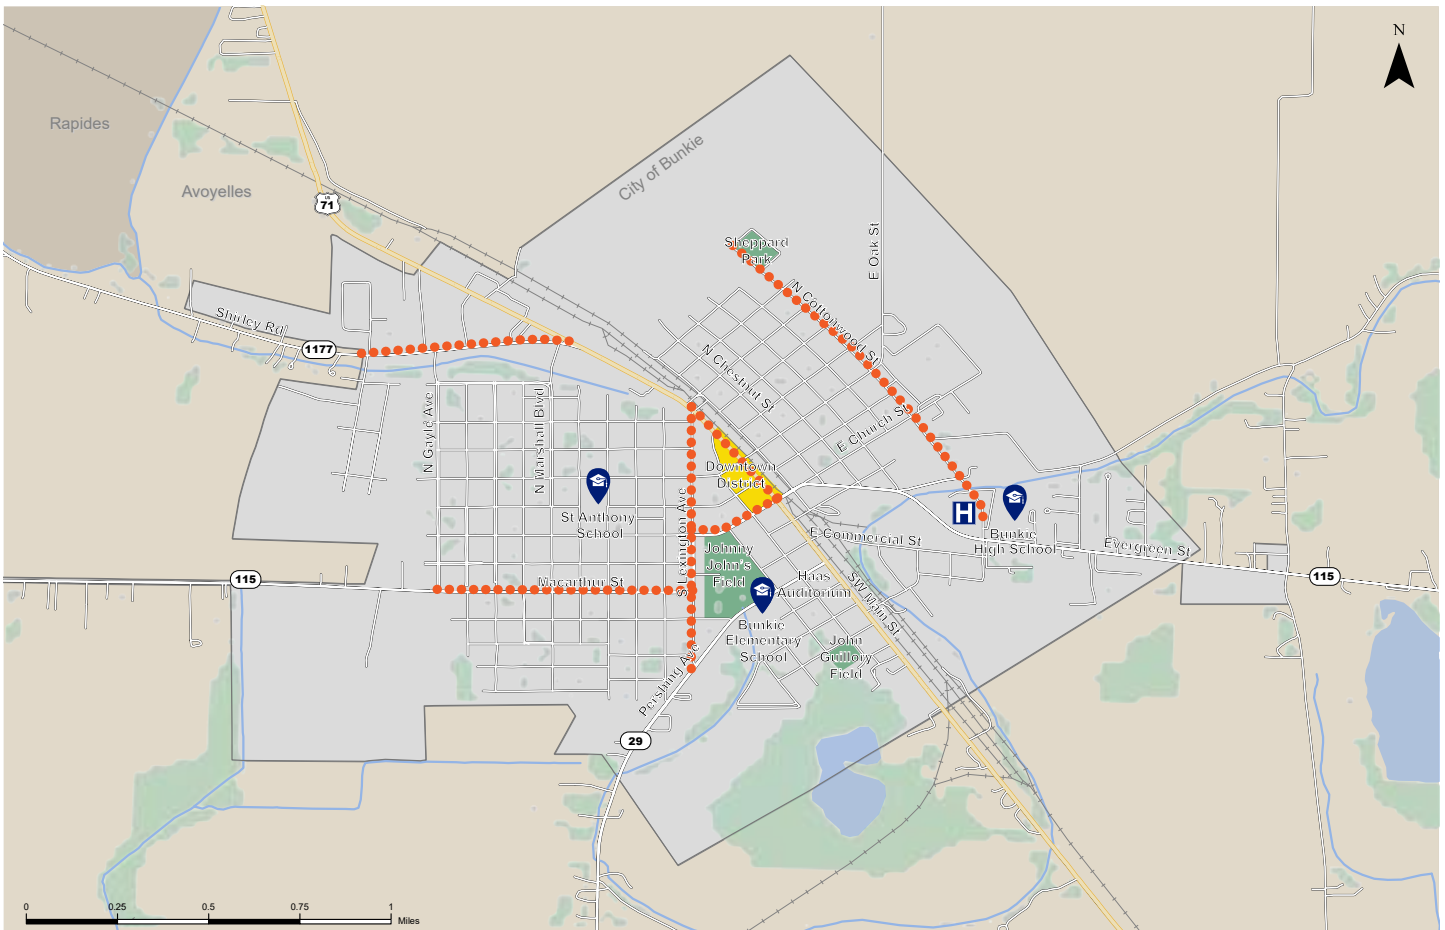 N
Rapides
City of Bunkie
Avoyelles
US
71
E Oak St
Sheppard
Park
N Cottonwood St
Shirley Rd
1177
N Chestnut St
N Gayle Ave
N Marshall Blvd
E Church St
Downtown
District
St Anthony
School
S Lexington Ave
H
Bunkie
High School
E Commercial St
Evergreen St
Johnny
John's
Field
115
Macarthur St
Haas
Auditorium
SW Main St
115
Bunkie
Elementary
School
John
Guillory
Field
Pershing Ave
29
0 0.25 0.5 0.75 1
Miles